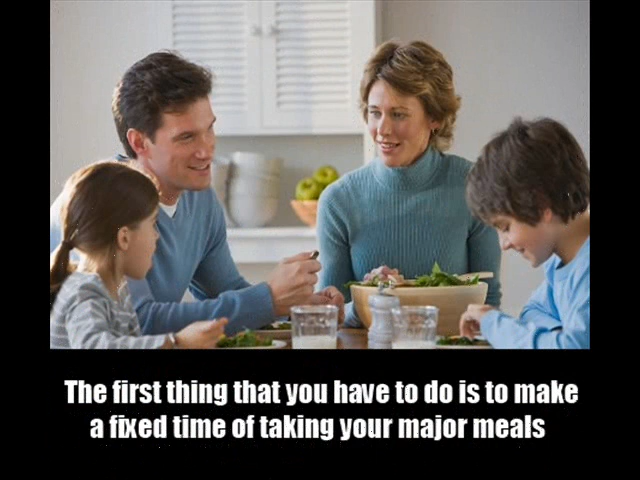 The first thing that you have to do is to make
a fixed time of taking your major meals